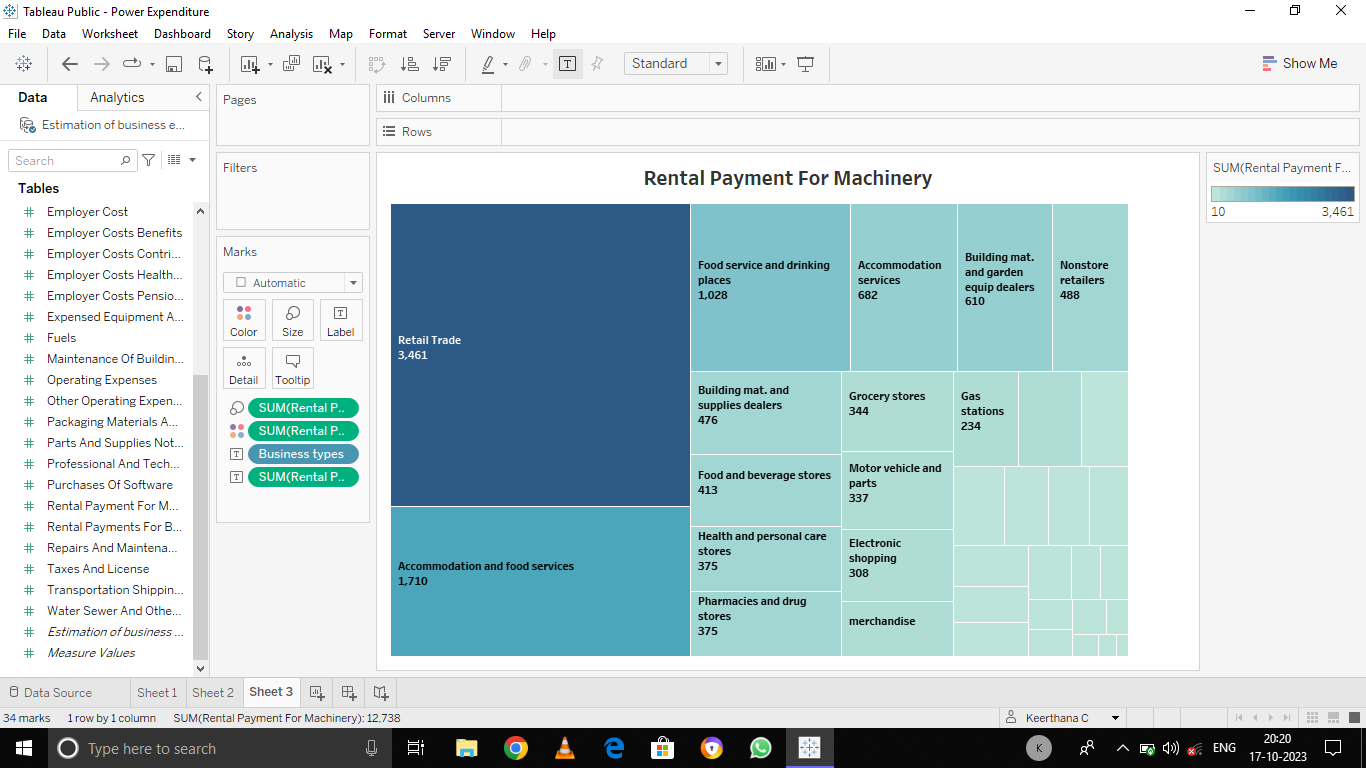 Tableau Public - Power Expenditure
File Data Worksheet Dashboard Story Analysis Map Format Server Window Help
Standard
Show Me
Data Analytics
Estimation of business e...
Search
Tables
Employer Cost
Employer Costs Benefits
Employer Costs Contri...
Employer Costs Health...
Employer Costs Pensio...
Expensed Equipment A...
Fuels
Maintenance Of Buildin...
Operating Expenses
Other Operating Expen...
Packaging Materials A...
Parts And Supplies Not...
Professional And Tech...
Purchases Of Software
Rental Payment For M...
Rental Payments For B...
Repairs And Maintena...
Taxes And License
Transportation Shippin...
Water Sewer And Othe...
Estimation of business ...
Measure Values
Pages
Filters
Marks
Automatic
Color Size Label
Detail Tooltip
SUM(Rental P..
SUM(Rental P..
Business types
SUM(Rental P..
Columns
Rows
Rental Payment For Machinery
Retail Trade
3,461
Accommodation and food services
1,710
Food service and drinking
places
1,028
Accommodation
services
682
Building mat.
and garden
equip dealers
610
Nonstore
retailers
488
Building mat. and
supplies dealers
476
Food and beverage stores
413
Health and personal care
stores
375
Pharmacies and drug
stores
375
Grocery stores
344
Motor vehicle and
parts
337
Electronic
shopping
308
merchandise
Gas
stations
234
SUM(Rental Payment F...
10 3,461
Data Source Sheet 1 Sheet 2 Sheet 3
34 marks 1 row by 1 column SUM(Rental Payment For Machinery): 12,738
Keerthana C
Type here to search
K
ENG
20:20
17-10-2023